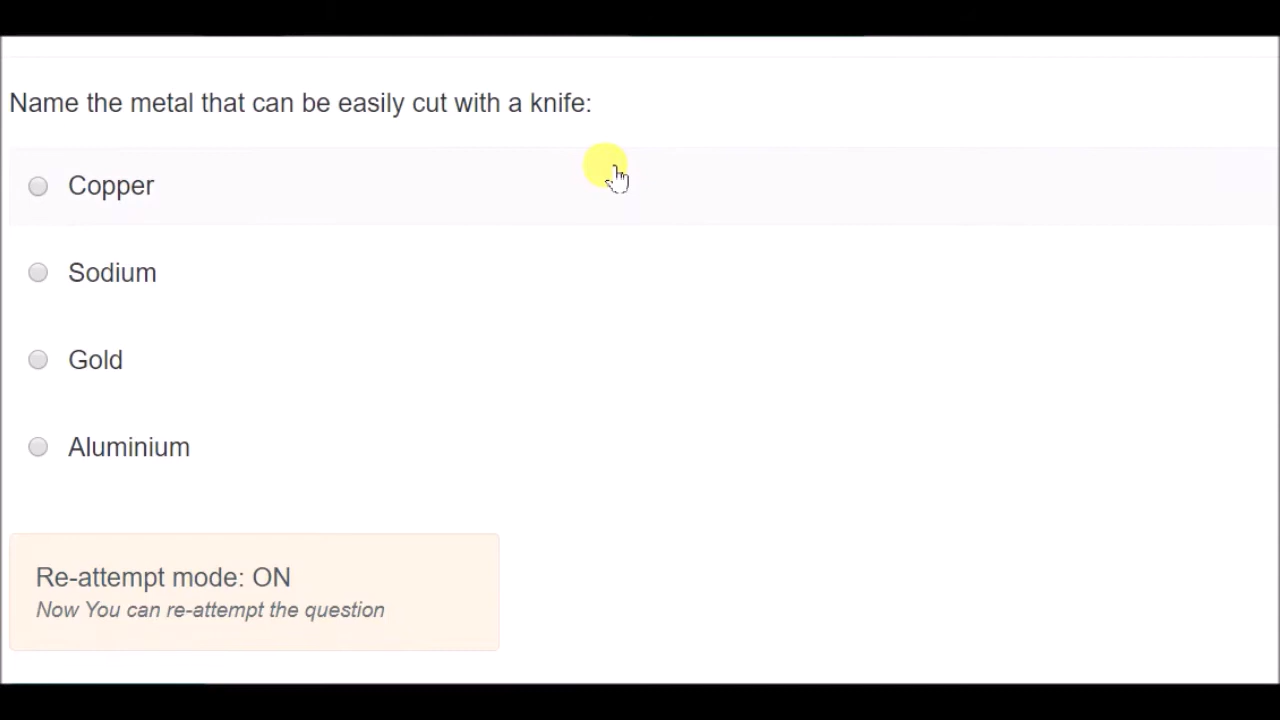 Name the metal that can be easily cut with a knife:
Copper
Sodium
Gold
Aluminium
Re-attempt mode: ON
Now You can re-attempt the question